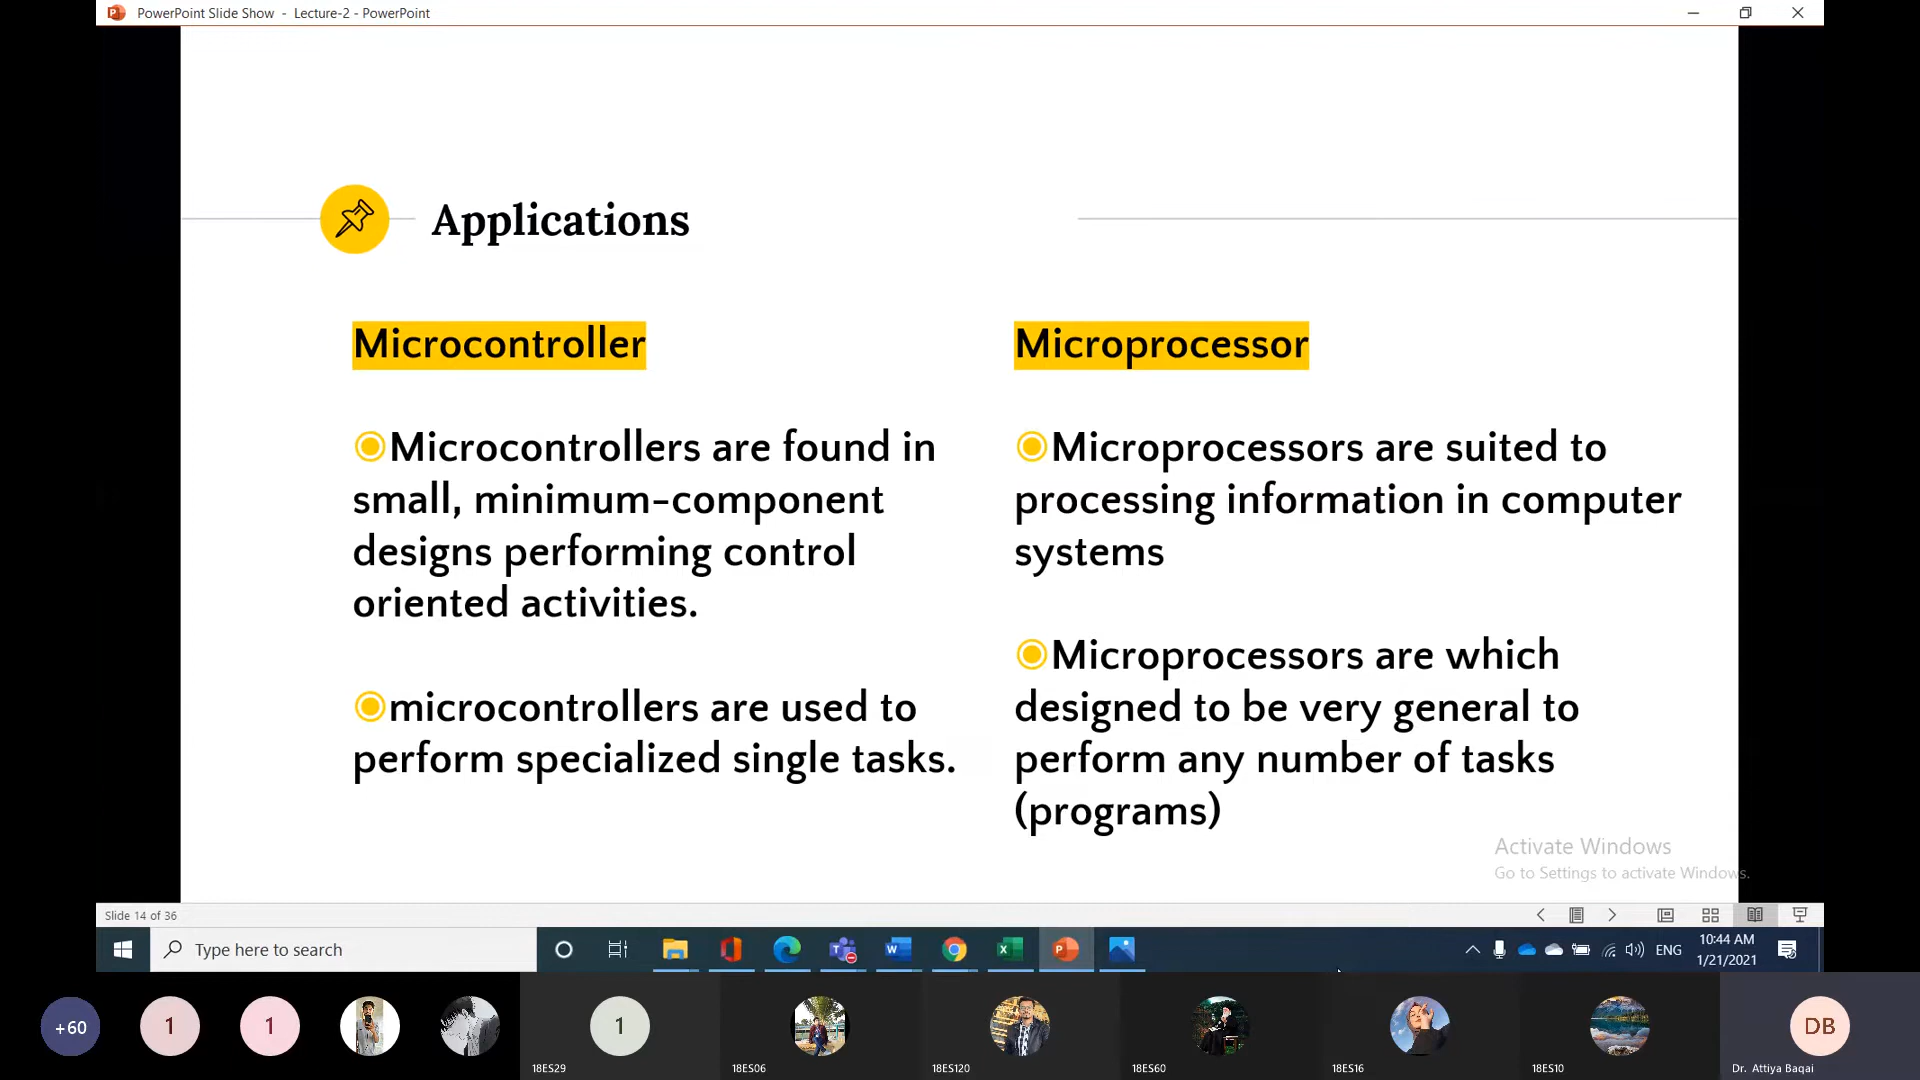 PowerPoint Slide Show - Lecture-2 - PowerPoint
Applications
Microcontroller
Microcontrollers are found in
small, minimum-component
designs performing control
oriented activities.
microcontrollers are used to
perform specialized single tasks.
Microprocessor
Microprocessors are suited to
processing information in computer
systems
Microprocessors are which
designed to be very general to
perform any number of tasks
(programs)
Activate Windows
Go to Settings to activate Windows.
Slide 14 of 36
Type here to search
ENG
10:44 AM
1/21/2021
+60
1
1
1
DB
18ES29
18ES06
18ES120
18ES60
18ES16
18ES10
Dr. Attiya Baqai